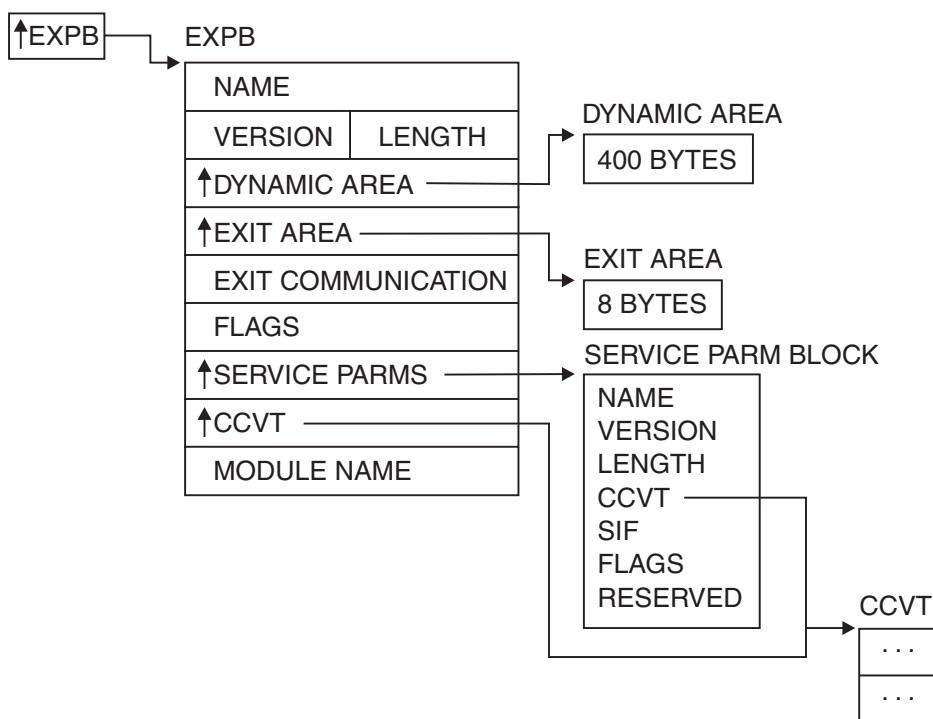 ↑EXPB
EXPB
NAME
VERSION LENGTH
↑DYNAMIC AREA
↑EXIT AREA
EXIT COMMUNICATION
FLAGS
↑SERVICE PARMS
↑CCVT
MODULE NAME
DYNAMIC AREA
400 BYTES
EXIT AREA
8 BYTES
SERVICE PARM BLOCK
NAME
VERSION
LENGTH
CCVT
SIF
FLAGS
RESERVED
CCVT
. . .
. . .